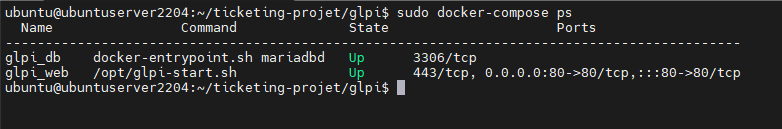 ubuntu@ubuntuserver2204:~/ticketing-projet/glpi$ sudo docker-compose ps
  Name                Command               State                         Ports
--------------------------------------------------------------------------------------------------
glpi_db    docker-entrypoint.sh mariadbd   Up      3306/tcp
glpi_web   /opt/glpi-start.sh              Up      443/tcp, 0.0.0.0:80->80/tcp,:::80->80/tcp
ubuntu@ubuntuserver2204:~/ticketing-projet/glpi$